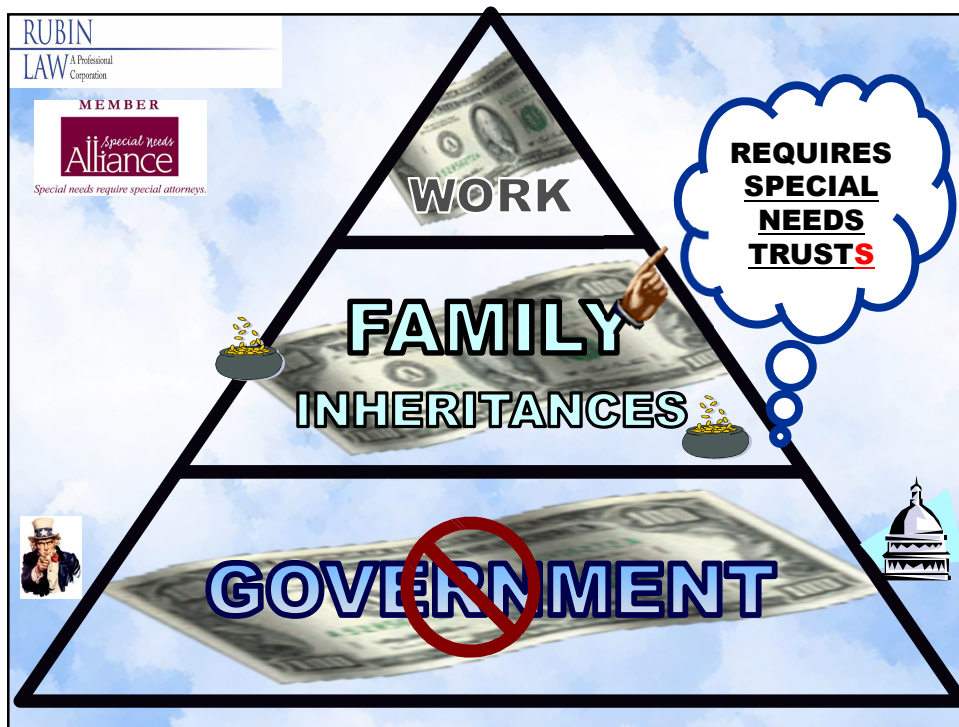 RUBIN
LAW A Professional
Corporation
MEMBER
Special Needs
Alliance
Special needs require special attorneys.
WORK
REQUIRES
SPECIAL
NEEDS
TRUSTS
FAMILY
INHERITANCES
GOVERNMENT
100